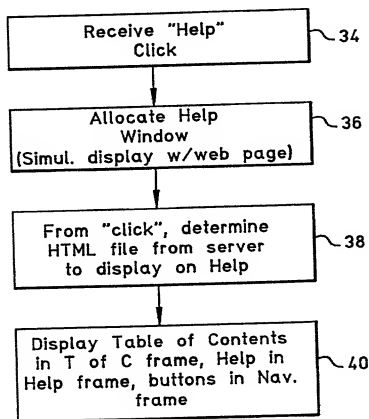 Receive "Help"
Click
34
Allocate Help
Window
(Simul. display w/web page)
36
From "click", determine
HTML file from server
to display on Help
38
Display Table of Contents
in T of C frame, Help in
Help frame, buttons in Nav.
frame
40